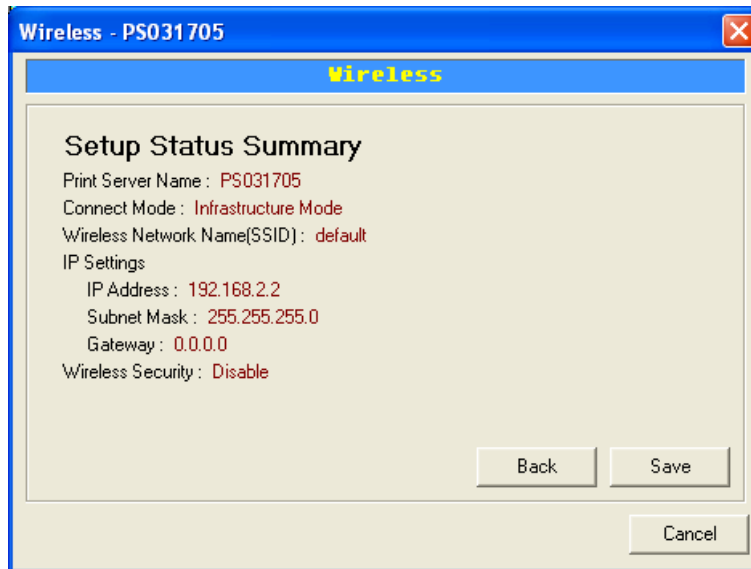 Wireless - PS031705
Wireless
Setup Status Summary
Print Server Name : PS031705
Connect Mode : Infrastructure Mode
Wireless Network Name(SSID) : default
IP Settings
IP Address : 192.168.2.2
Subnet Mask : 255.255.255.0
Gateway : 0.0.0.0
Wireless Security : Disable
Back Save
Cancel